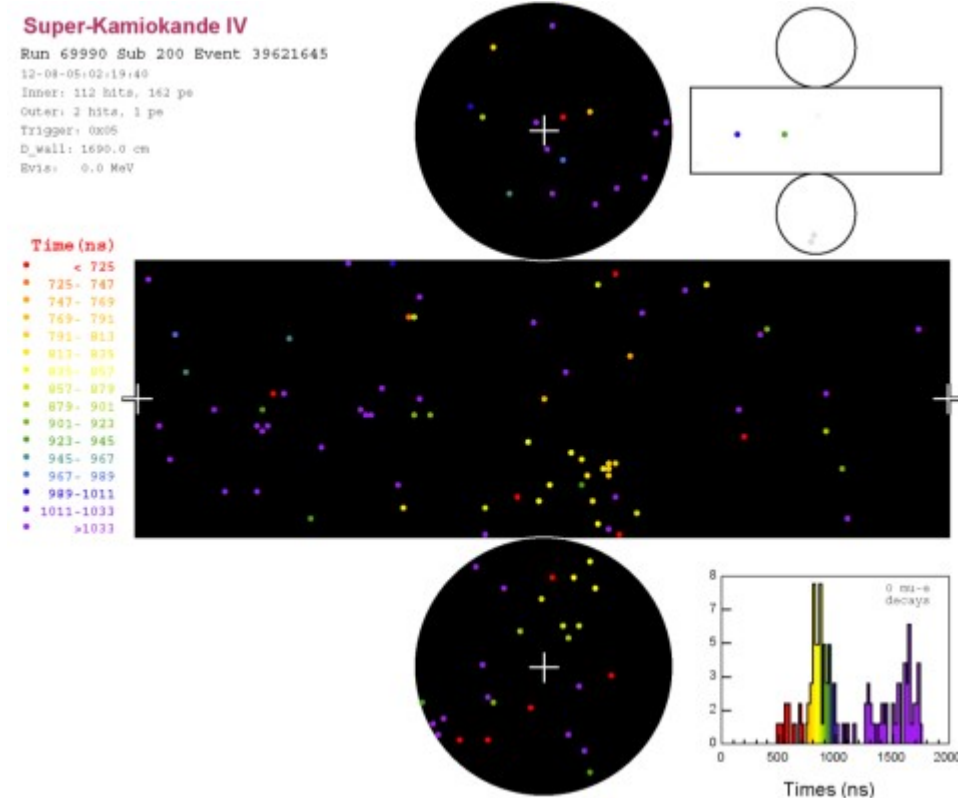 Super-Kamiokande IV
Run 69990 Sub 200 Event 39621645
12-08-05:02:19:40
Inner: 112 hits, 162 pe
Outer: 2 hits, 1 pe
Trigger: 0x05
D_wall: 1690.0 cm
Evis: 0.0 MeV
Time(ns)
< 725
725- 747
747- 769
769- 791
791- 813
813- 835
835- 857
857- 879
879- 901
901- 923
923- 945
945- 967
967- 989
989-1011
1011-1033
>1033
0 mu-e
decays
8
7
5
3
2
0
0 500 1000 1500 2000
Times (ns)